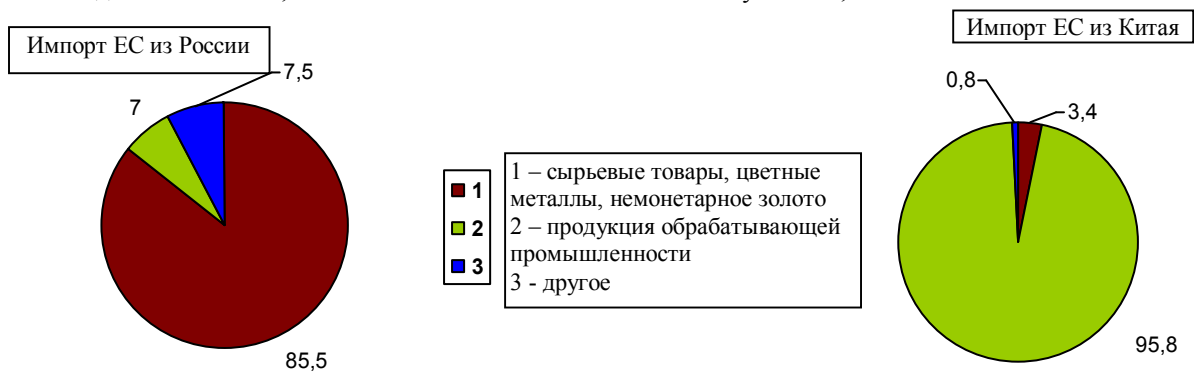 Импорт ЕС из России
Импорт ЕС из Китая
7,5
7
85,5
1
2
3
1 – сырьевые товары, цветные
металлы, немонетарное золото
2 – продукция обрабатывающей
промышленности
3 - другое
0,8
3,4
95,8